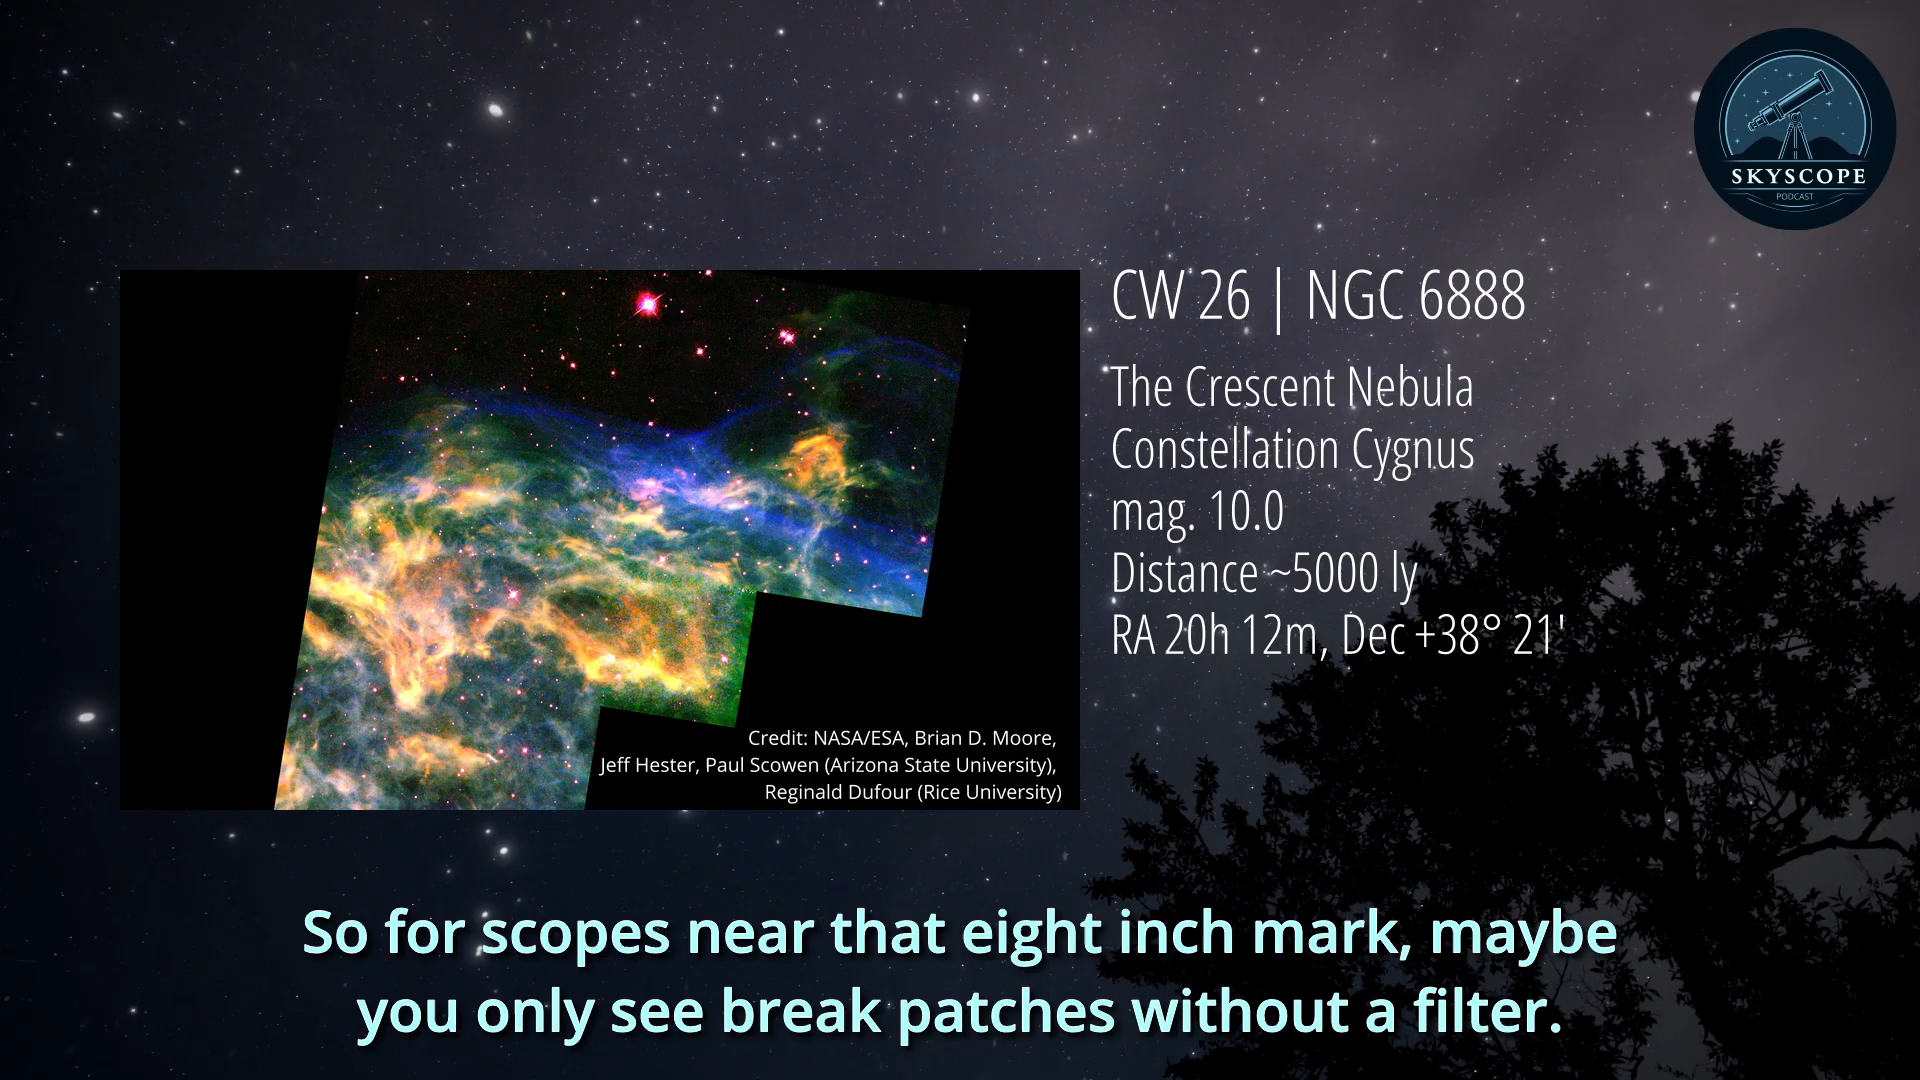 SKYSCOPE
PODCAST
CW 26 | NGC 6888
The Crescent Nebula
Constellation Cygnus
mag. 10.0
Distance ~5000 ly
RA 20h 12m, Dec +38° 21'
Credit: NASA/ESA, Brian D. Moore,
Jeff Hester, Paul Scowen (Arizona State University),
Reginald Dufour (Rice University)
So for scopes near that eight inch mark, maybe
you only see break patches without a filter.